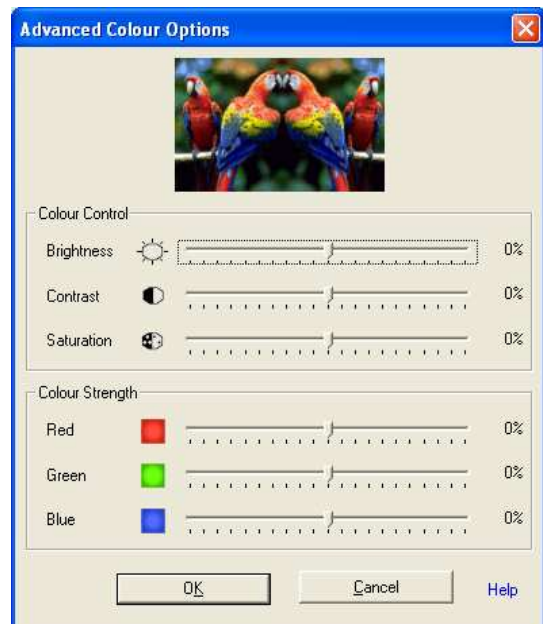 Advanced Colour Options
Colour Control
Brightness 0%
Contrast 0%
Saturation 0%
Colour Strength
Red 0%
Green 0%
Blue 0%
OK Cancel Help